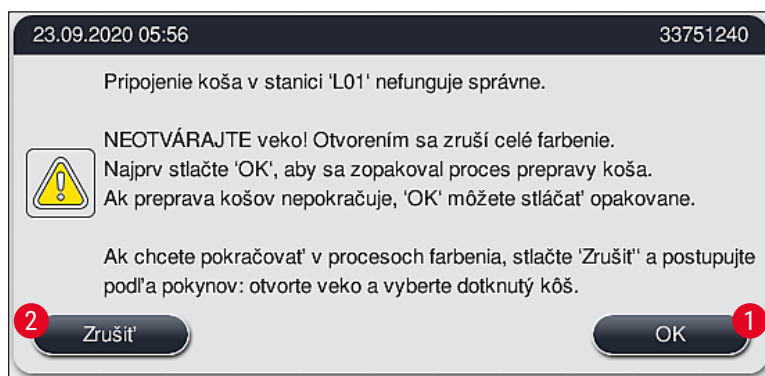 23.09.2020 05:56 33751240
Pripojenie koša v stanici 'L01' nefunguje správne.
NEOTVÁRAJTE veko! Otvorením sa zruší celé farbenie.
Najprv stlačte 'OK', aby sa zopakoval proces prepravy koša.
Ak preprava košov nepokračuje, 'OK' môžete stláčať opakovane.
Ak chcete pokračovať v procesoch farbenia, stlačte 'Zrušiť' a postupujte
podľa pokynov: otvorte veko a vyberte dotknutý kôš.
2 Zrušiť OK 1